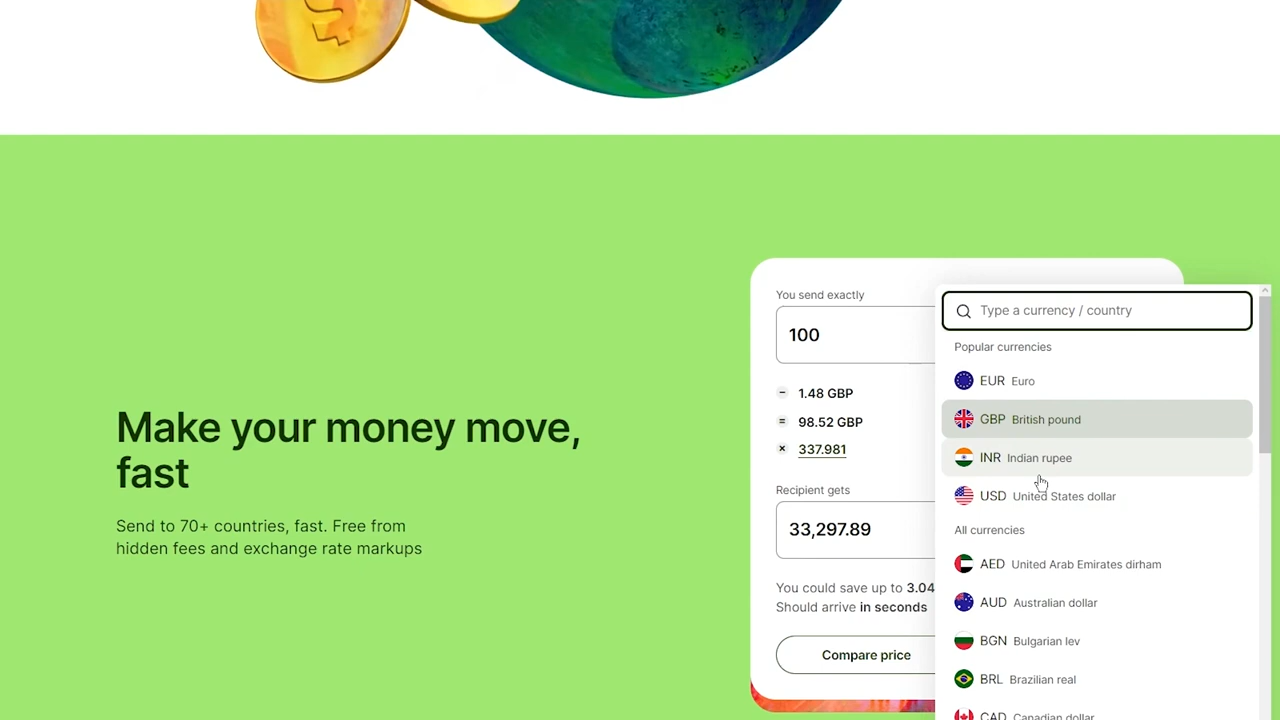 Make your money move,
fast
Send to 70+ countries, fast. Free from
hidden fees and exchange rate markups
You send exactly
100
− 1.48 GBP
= 98.52 GBP
× 337.981
Recipient gets
33,297.89
You could save up to 3.04
Should arrive in seconds
Compare price
Type a currency / country
Popular currencies
EUR Euro
GBP British pound
INR Indian rupee
USD United States dollar
All currencies
AED United Arab Emirates dirham
AUD Australian dollar
BGN Bulgarian lev
BRL Brazilian real
CAD Canadian dollar